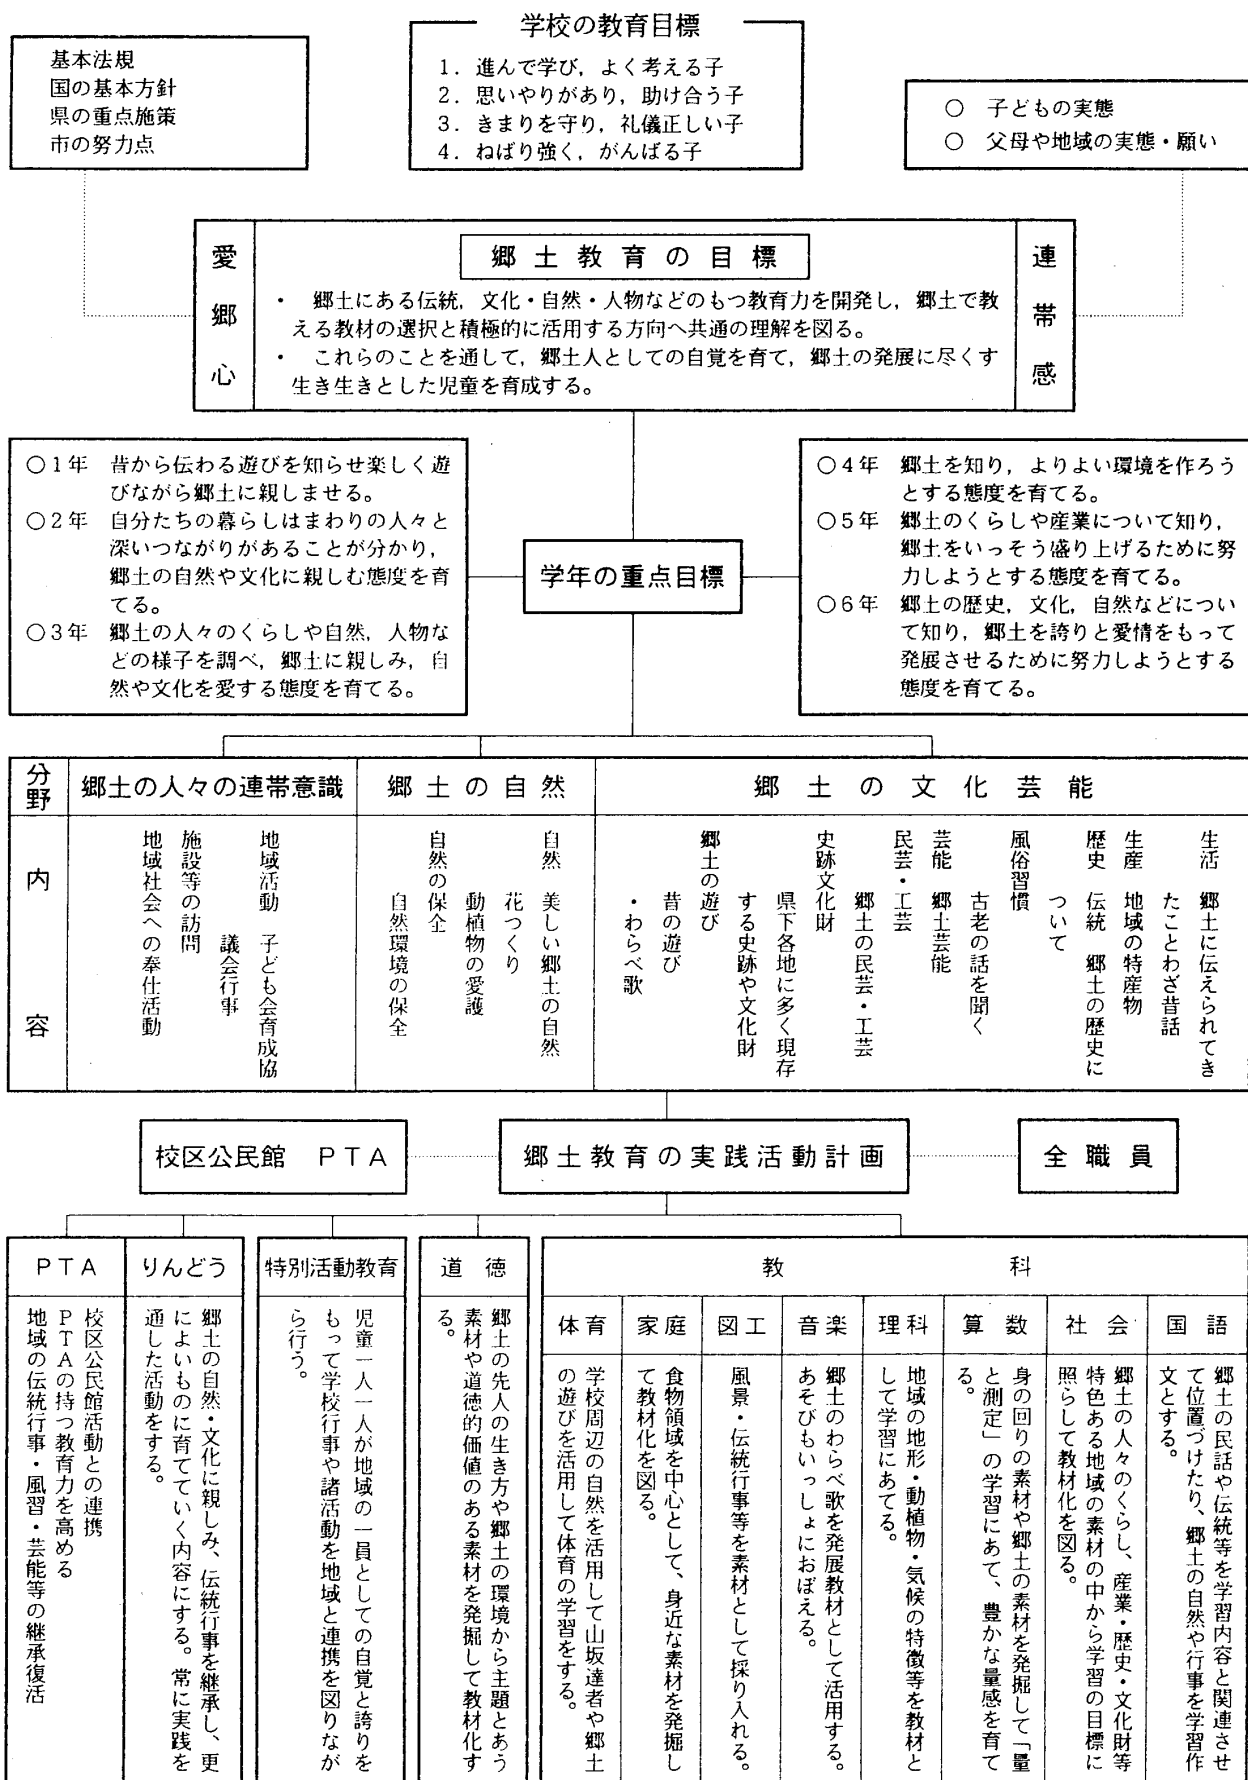 学校の教育目標
1．進んで学び，よく考える子
2．思いやりがあり，助け合う子
3．きまりを守り，礼儀正しい子
4．ねばり強く，がんばる子
基本法規
国の基本方針
県の重点施策
市の努力点
○　子どもの実態
○　父母や地域の実態・願い
愛郷心
郷土教育の目標
・　郷土にある伝統，文化・自然・人物などのもつ教育力を開発し，郷土で教
える教材の選択と積極的に活用する方向へ共通の理解を図る。
・　これらのことを通して，郷土人としての自覚を育て，郷土の発展に尽くす
生き生きとした児童を育成する。
連帯感
○1年　昔から伝わる遊びを知らせ楽しく遊
びながら郷土に親しませる。
○2年　自分たちの暮らしはまわりの人々と
深いつながりがあることが分かり，
郷土の自然や文化に親しむ態度を育
てる。
○3年　郷土の人々のくらしや自然，人物な
どの様子を調べ，郷土に親しみ，自
然や文化を愛する態度を育てる。
学年の重点目標
○4年　郷土を知り，よりよい環境を作ろう
とする態度を育てる。
○5年　郷土のくらしや産業について知り，
郷土をいっそう盛り上げるために努
力しようとする態度を育てる。
○6年　郷土の歴史，文化，自然などについ
て知り，郷土を誇りと愛情をもって
発展させるために努力しようとする
態度を育てる。
分野
郷土の人々の連帯意識
郷土の自然
郷土の文化芸能
内容
生活　郷土に伝えられてき
たことわざ昔話
生産　地域の特産物
歴史　伝統　郷土の歴史に
ついて
風俗習慣
古老の話を聞く
芸能　郷土芸能
民芸・工芸
郷土の民芸・工芸
史跡文化財
県下各地に多く現存
する史跡や文化財
郷土の遊び
昔の遊び
・わらべ歌
自然　美しい郷土の自然
花つくり
動植物の愛護
自然の保全
自然環境の保全
地域活動　子ども会育成協
議会行事
施設等の訪問
地域社会への奉仕活動
校区公民館　PTA
郷土教育の実践活動計画
全職員
教科
国語
郷土の民話や伝統等を学習内容と関連させ
て位置づけたり、郷土の自然や行事を学習作
文とする。
社会
郷土の人々のくらし、産業・歴史・文化財等
特色ある地域の素材の中から学習の目標に
照らして教材化を図る。
算数
身の回りの素材や郷土の素材を発掘して「量
と測定」の学習にあて、豊かな量感を育て
る。
理科
地域の地形・動植物・気候の特徴等を教材と
して学習にあてる。
音楽
郷土のわらべ歌を発展教材として活用する。
あそびもいっしょにおぼえる。
図工
風景・伝統行事等を素材として採り入れる。
家庭
食物領域を中心として、身近な素材を発掘し
て教材化を図る。
体育
学校周辺の自然を活用して山坂達者や郷土
の遊びを活用して体育の学習をする。
道徳
郷土の先人の生き方や郷土の環境から主題とあう
素材や道徳的価値のある素材を発掘して教材化す
る。
特別活動教育
児童一人一人が地域の一員としての自覚と誇りを
もって学校行事や諸活動を地域と連携を図りなが
ら行う。
りんどう
郷土の自然・文化に親しみ、伝統行事を継承し、更
によいものに育てていく内容にする。常に実践を
通した活動をする。
PTA
校区公民館活動との連携
PTAの持つ教育力を高める
地域の伝統行事・風習・芸能等の継承復活